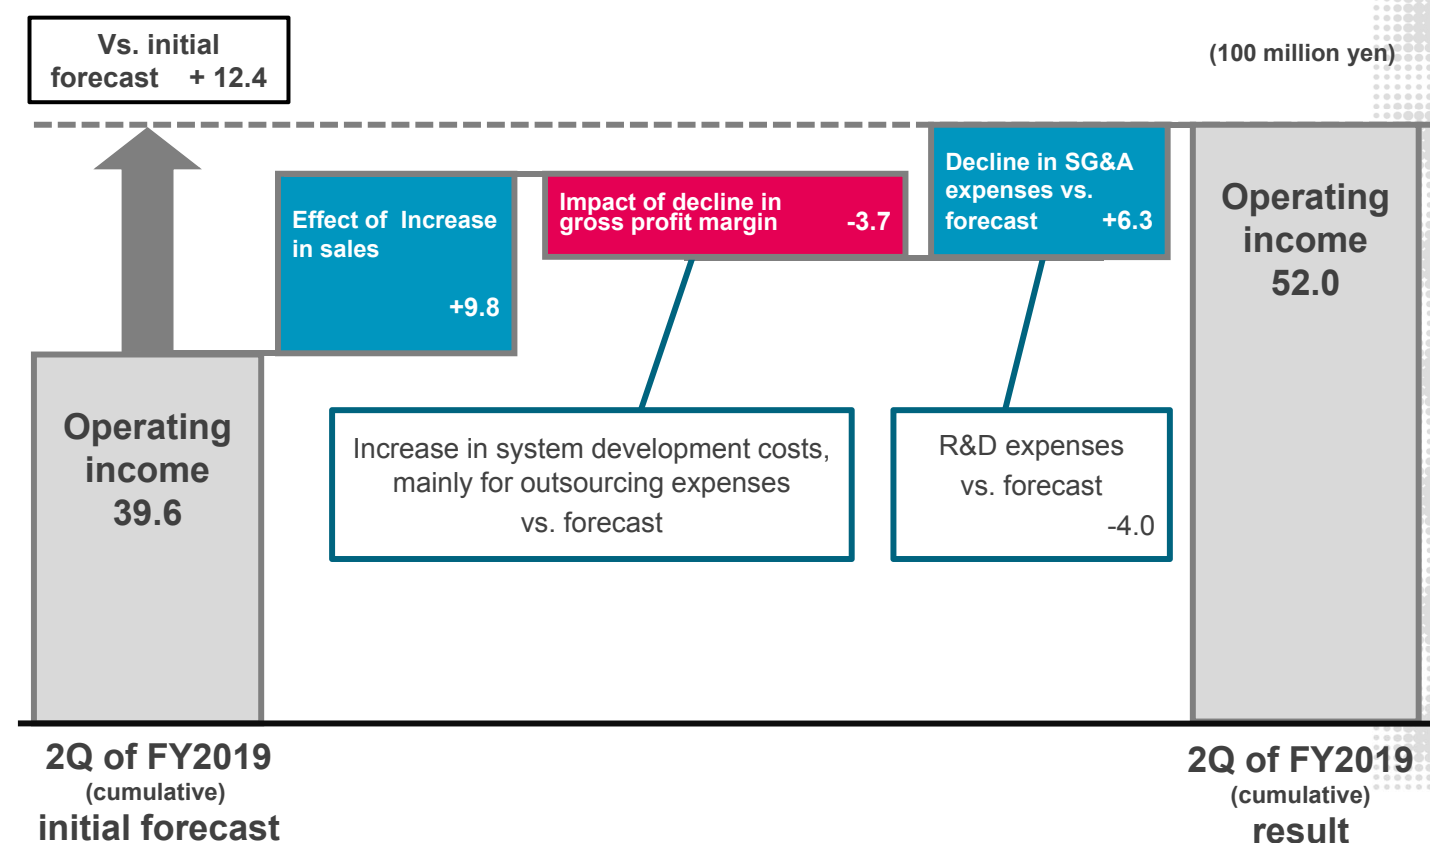 Vs. initial
forecast + 12.4
(100 million yen)
Effect of Increase
in sales
+9.8
Impact of decline in
gross profit margin -3.7
Decline in SG&A
expenses vs.
forecast +6.3
Operating
income
52.0
Operating
income
39.6
Increase in system development costs,
mainly for outsourcing expenses
vs. forecast
R&D expenses
vs. forecast
-4.0
2Q of FY2019
(cumulative)
initial forecast
2Q of FY2019
(cumulative)
result